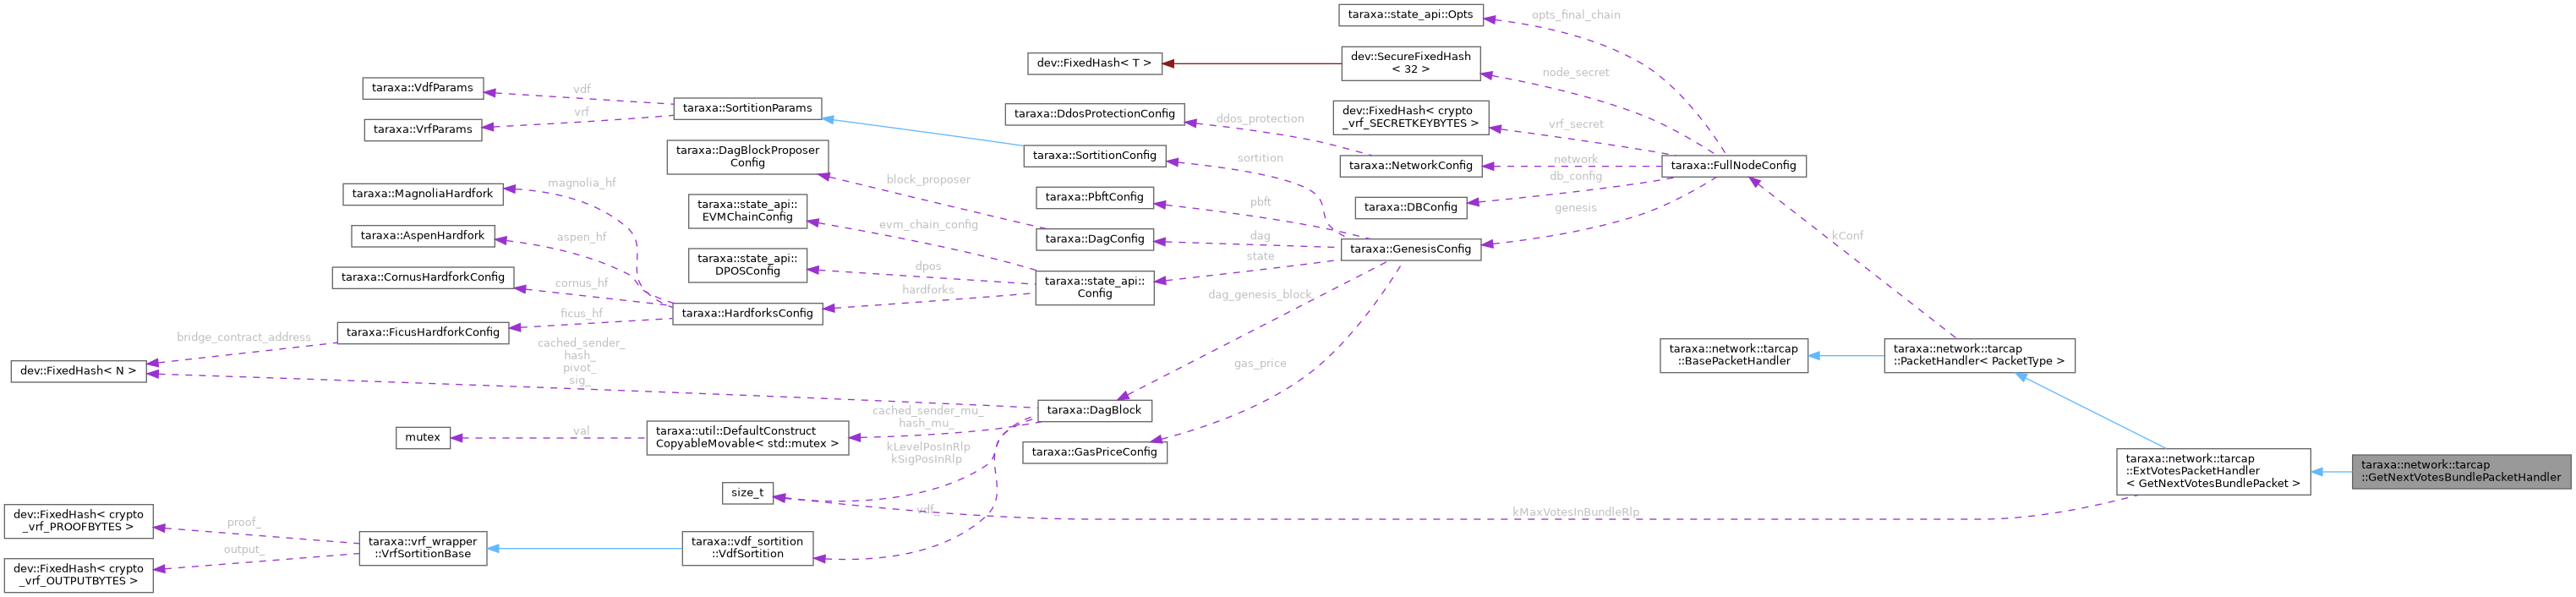 taraxa::state_api::Opts
opts_final_chain
dev::FixedHash< T >
dev::SecureFixedHash
< 32 >
node_secret
taraxa::VdfParams
vdf
taraxa::VrfParams
vrf
taraxa::SortitionParams
taraxa::DdosProtectionConfig
ddos_protection
dev::FixedHash< crypto
_vrf_SECRETKEYBYTES >
vrf_secret
taraxa::DagBlockProposer
Config
taraxa::SortitionConfig
sortition
taraxa::NetworkConfig
network
taraxa::FullNodeConfig
db_config
taraxa::MagnoliaHardfork
magnolia_hf
block_proposer
taraxa::state_api::
EVMChainConfig
evm_chain_config
taraxa::PbftConfig
pbft
taraxa::DBConfig
genesis
taraxa::AspenHardfork
aspen_hf
taraxa::DagConfig
dag
taraxa::GenesisConfig
kConf
taraxa::state_api::
DPOSConfig
dpos
state
taraxa::CornusHardforkConfig
cornus_hf
hardforks
taraxa::state_api::
Config
dag_genesis_block
taraxa::HardforksConfig
ficus_hf
taraxa::FicusHardforkConfig
bridge_contract_address
cached_sender_
hash_
pivot_
sig_
dev::FixedHash< N >
gas_price
taraxa::network::tarcap
::BasePacketHandler
taraxa::network::tarcap
::PacketHandler< PacketType >
taraxa::DagBlock
cached_sender_mu_
hash_mu_
mutex
val
taraxa::util::DefaultConstruct
CopyableMovable< std::mutex >
kLevelPosInRlp
kSigPosInRlp
taraxa::GasPriceConfig
taraxa::network::tarcap
::ExtVotesPacketHandler
< GetNextVotesBundlePacket >
taraxa::network::tarcap
::GetNextVotesBundlePacketHandler
size_t
vdf_
kMaxVotesInBundleRlp
dev::FixedHash< crypto
_vrf_PROOFBYTES >
proof_
taraxa::vrf_wrapper
::VrfSortitionBase
taraxa::vdf_sortition
::VdfSortition
output_
dev::FixedHash< crypto
_vrf_OUTPUTBYTES >